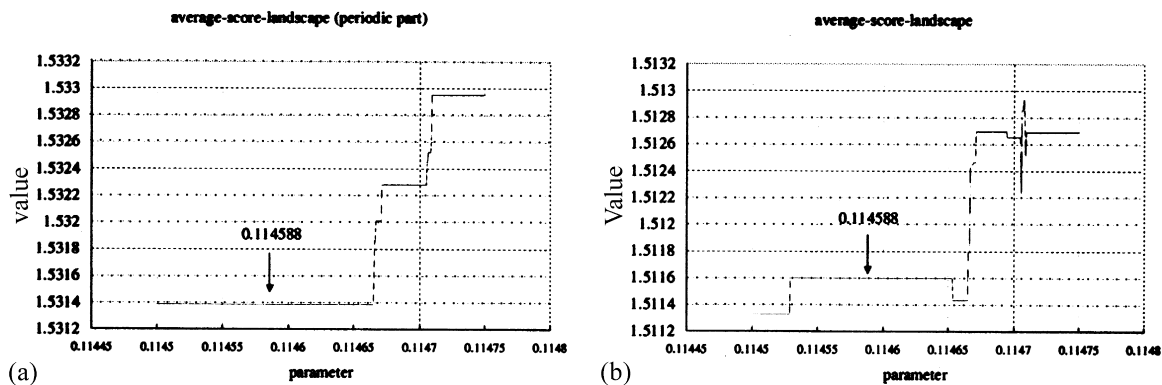 average-score-landscape (periodic part)
1.5332
1.533
1.5328
1.5326
1.5324
1.5322
1.532
1.5318
1.5316
1.5314
1.5312
value
0.114588
0.11445 0.1145 0.11455 0.1146 0.11465 0.1147 0.11475 0.1148
parameter
(a)
average-score-landscape
1.5132
1.513
1.5128
1.5126
1.5124
1.5122
1.512
1.5118
1.5116
1.5114
1.5112
Value
0.114588
0.11445 0.1145 0.11455 0.1146 0.11465 0.1147 0.11475 0.1148
parameter
(b)